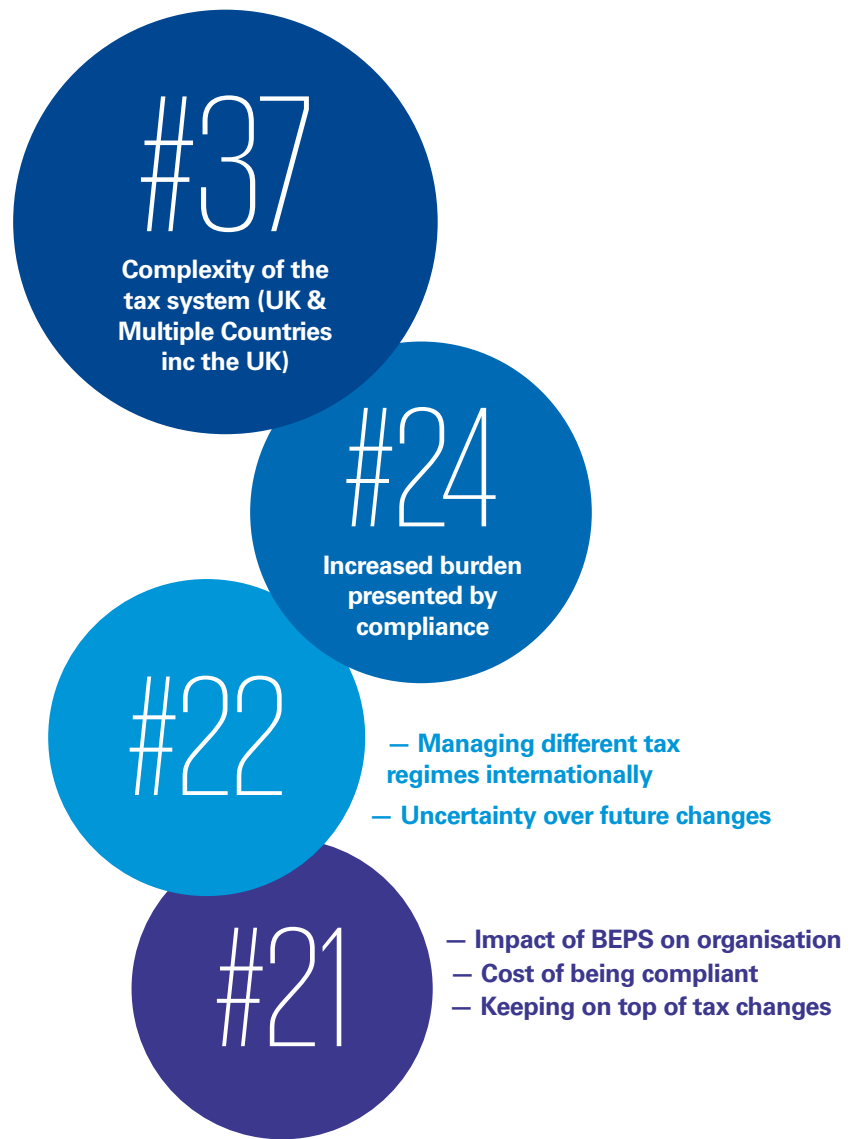 #37
Complexity of the
tax system (UK &
Multiple Countries
inc the UK)
#24
Increased burden
presented by
compliance
#22
— Managing different tax
regimes internationally
— Uncertainty over future changes
#21
— Impact of BEPS on organisation
— Cost of being compliant
— Keeping on top of tax changes